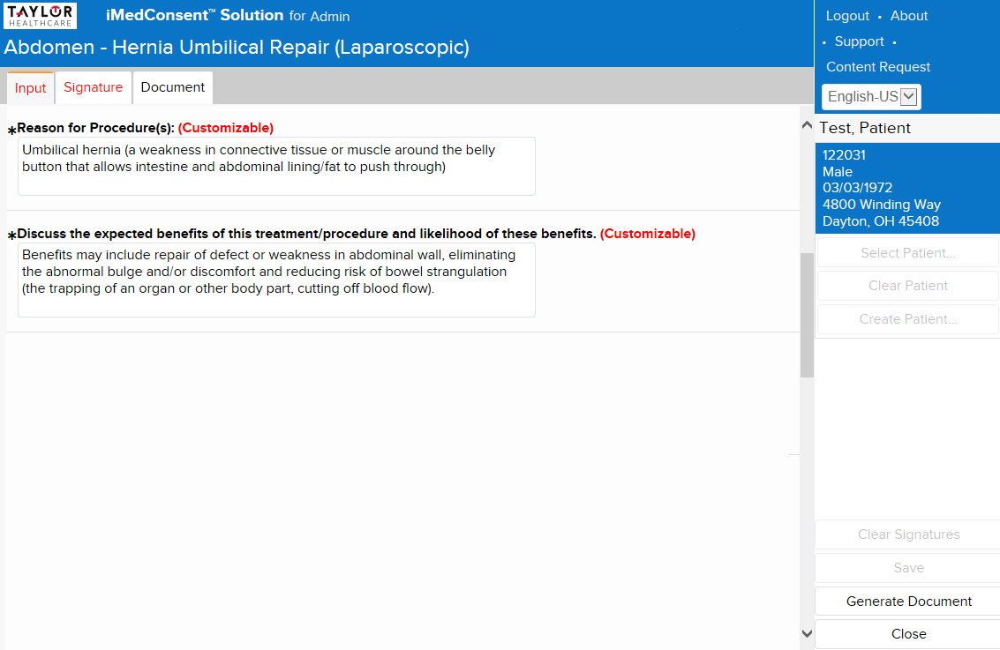 TAYLOR
HEALTHCARE
iMedConsent™ Solution for Admin
Abdomen - Hernia Umbilical Repair (Laparoscopic)
Logout • About
• Support •
Content Request
English-US
Input Signature Document
*Reason for Procedure(s): (Customizable)
Umbilical hernia (a weakness in connective tissue or muscle around the belly
button that allows intestine and abdominal lining/fat to push through)
*Discuss the expected benefits of this treatment/procedure and likelihood of these benefits. (Customizable)
Benefits may include repair of defect or weakness in abdominal wall, eliminating
the abnormal bulge and/or discomfort and reducing risk of bowel strangulation
(the trapping of an organ or other body part, cutting off blood flow).
Test, Patient
122031
Male
03/03/1972
4800 Winding Way
Dayton, OH 45408
Select Patient...
Clear Patient
Create Patient...
Clear Signatures
Save
Generate Document
Close